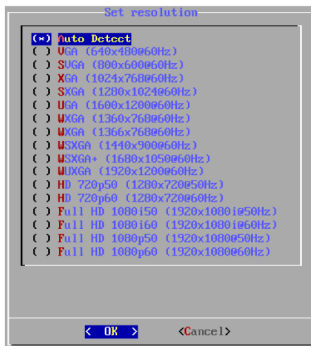 Set resolution
(*) Auto Detect
( ) VGA (640x480@60Hz)
( ) SVGA (800x600@60Hz)
( ) XGA (1024x768@60Hz)
( ) SXGA (1280x1024@60Hz)
( ) UGA (1600x1200@60Hz)
( ) WXGA (1360x768@60Hz)
( ) WXGA (1366x768@60Hz)
( ) WSXGA (1440x900@60Hz)
( ) WSXGA+ (1680x1050@60Hz)
( ) WUXGA (1920x1200@60Hz)
( ) HD 720p50 (1280x720@50Hz)
( ) HD 720p60 (1280x720@60Hz)
( ) Full HD 1080i50 (1920x1080i@50Hz)
( ) Full HD 1080i60 (1920x1080i@60Hz)
( ) Full HD 1080p50 (1920x1080@50Hz)
( ) Full HD 1080p60 (1920x1080@60Hz)
< OK > <Cancel>